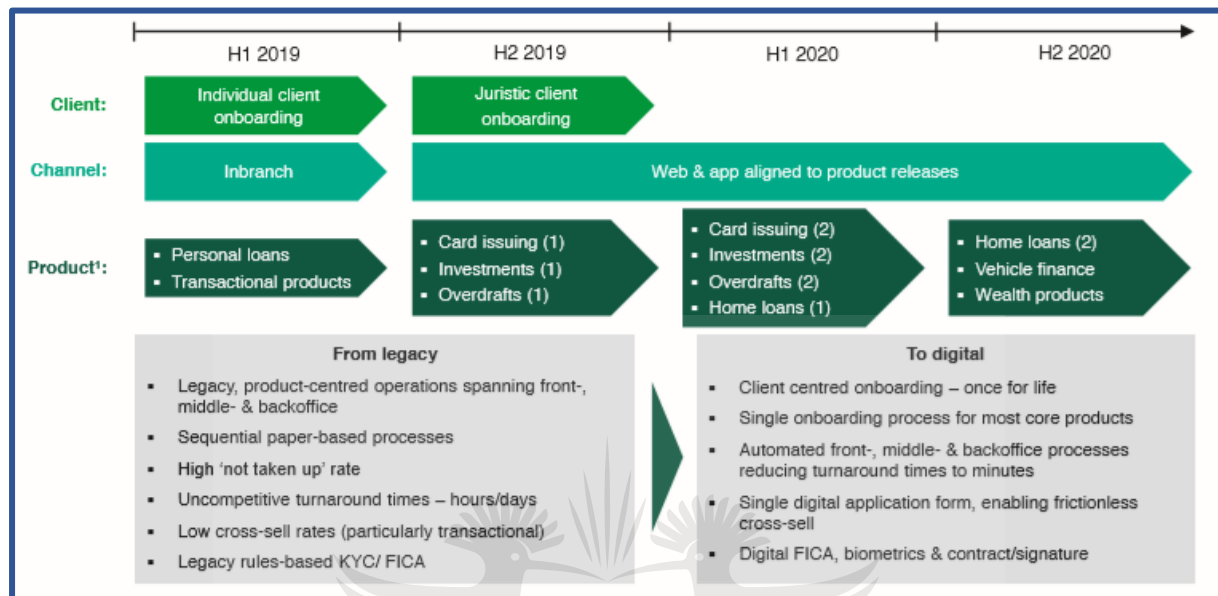 H1 2019
H2 2019
H1 2020
H2 2020
Client:
Individual client
onboarding
Juristic client
onboarding
Channel:
Inbranch
Web & app aligned to product releases
Product¹:
▪ Personal loans
▪ Transactional products
▪ Card issuing (1)
▪ Investments (1)
▪ Overdrafts (1)
▪ Card issuing (2)
▪ Investments (2)
▪ Overdrafts (2)
▪ Home loans (1)
▪ Home loans (2)
▪ Vehicle finance
▪ Wealth products
From legacy
▪ Legacy, product-centred operations spanning front-,
middle- & backoffice
▪ Sequential paper-based processes
▪ High ‘not taken up’ rate
▪ Uncompetitive turnaround times – hours/days
▪ Low cross-sell rates (particularly transactional)
▪ Legacy rules-based KYC/ FICA
To digital
▪ Client centred onboarding – once for life
▪ Single onboarding process for most core products
▪ Automated front-, middle- & backoffice processes
reducing turnaround times to minutes
▪ Single digital application form, enabling frictionless
cross-sell
▪ Digital FICA, biometrics & contract/signature